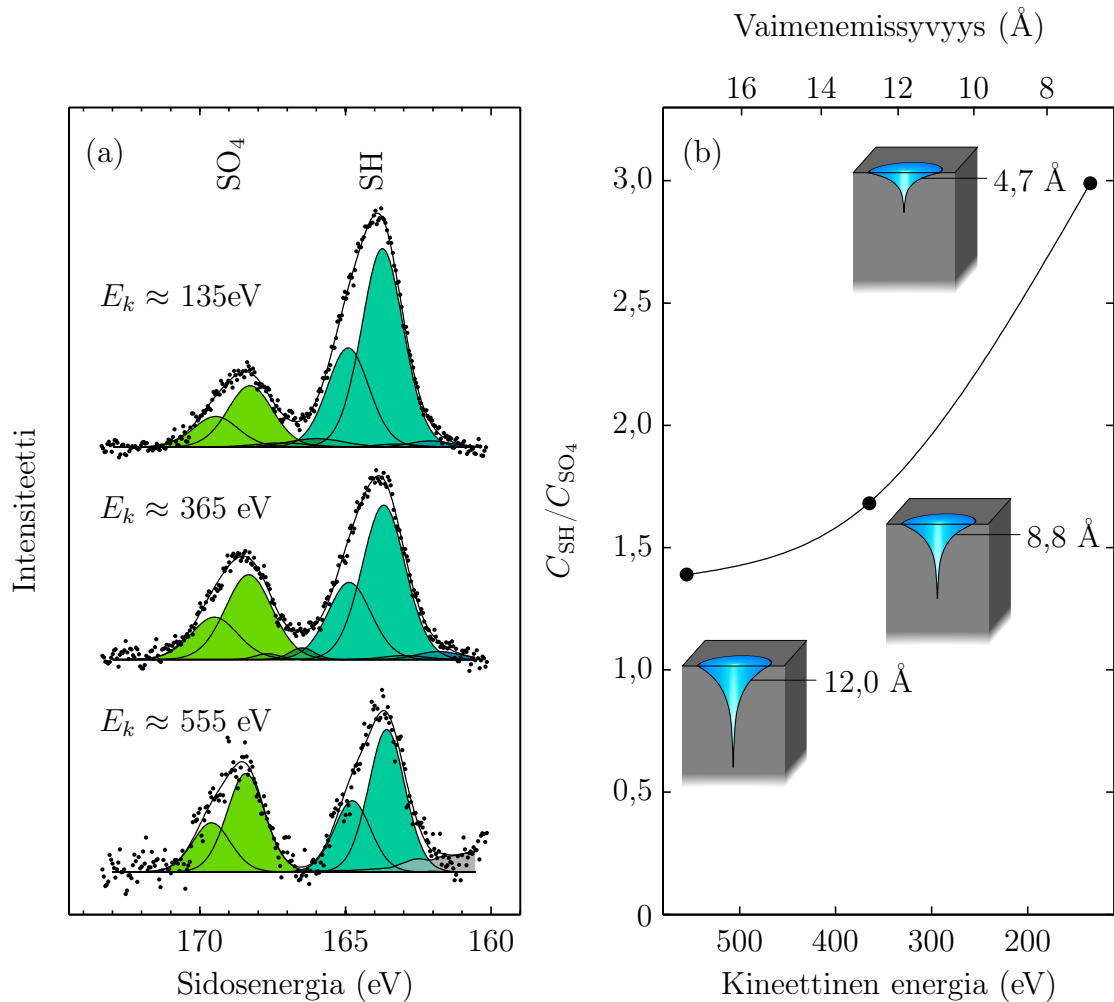 (a)
SO₄
SH
Eₖ ≈ 135eV
Eₖ ≈ 365 eV
Eₖ ≈ 555 eV
Intensiteetti
170 165 160
Sidosenergia (eV)
Vaimenemissyvyys (Å)
16 14 12 10 8
(b)
3,0
2,5
2,0
1,5
1,0
0,5
0
C_SH/C_SO₄
4,7 Å
8,8 Å
12,0 Å
500 400 300 200
Kineettinen energia (eV)